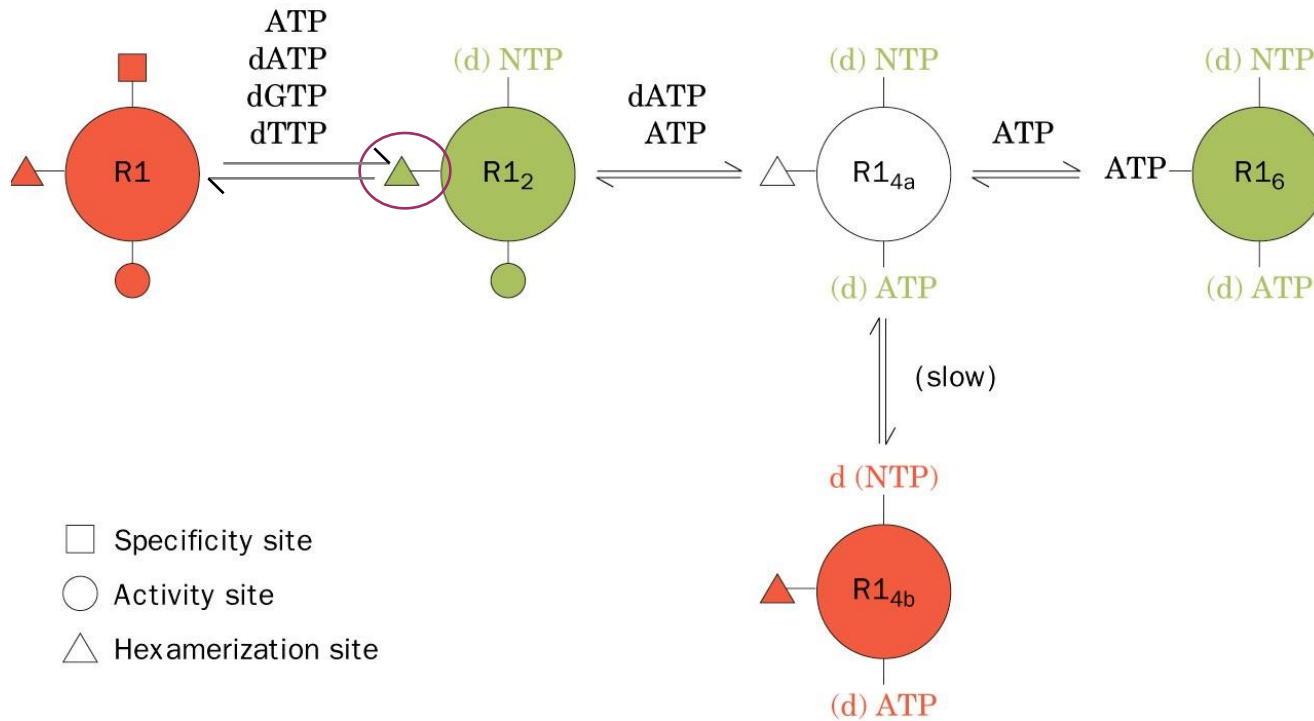 ATP
dATP
dGTP
dTTP
(d) NTP
dATP
ATP
(d) NTP
ATP
(d) NTP
R1
R1₂
R1₄ₐ
ATP
R1₆
(d) ATP
(d) ATP
(slow)
d (NTP)
Specificity site
Activity site
Hexamerization site
R1₄b
(d) ATP